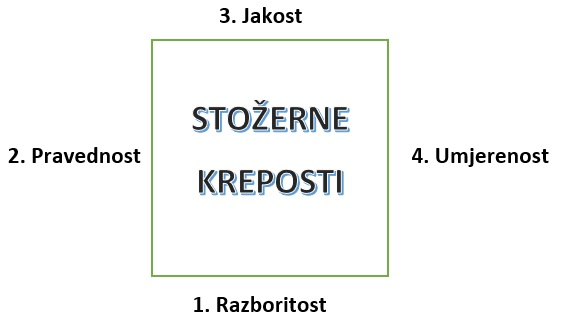 3. Jakost
STOŽERNE
KREPOSTI
2. Pravednost
4. Umjerenost
1. Razboritost